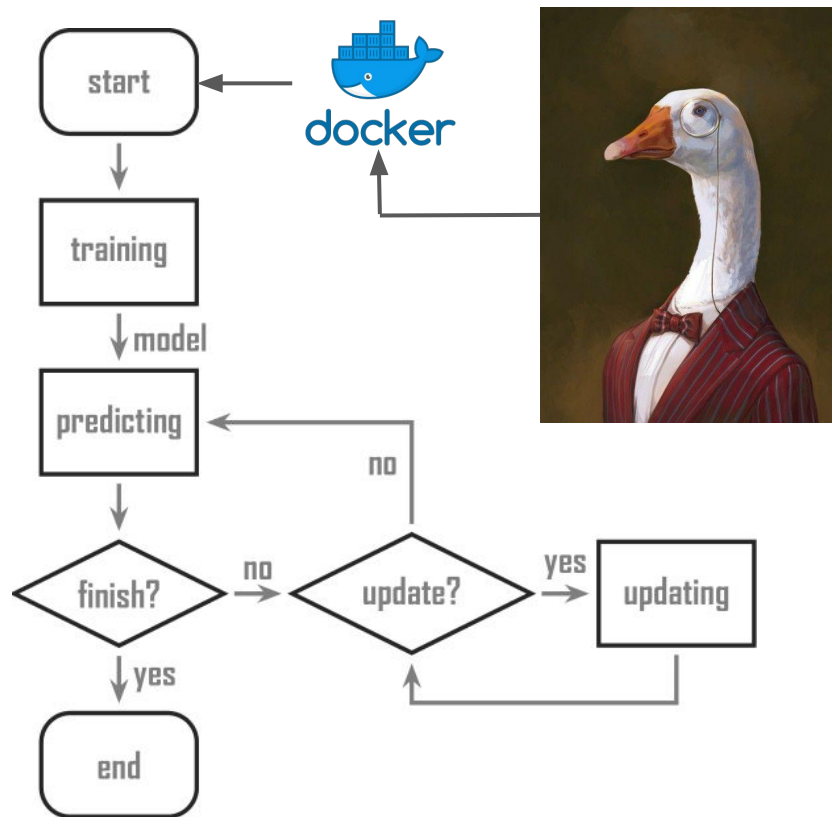 start
docker
training
model
predicting
no
finish?
no
update?
yes
updating
yes
end